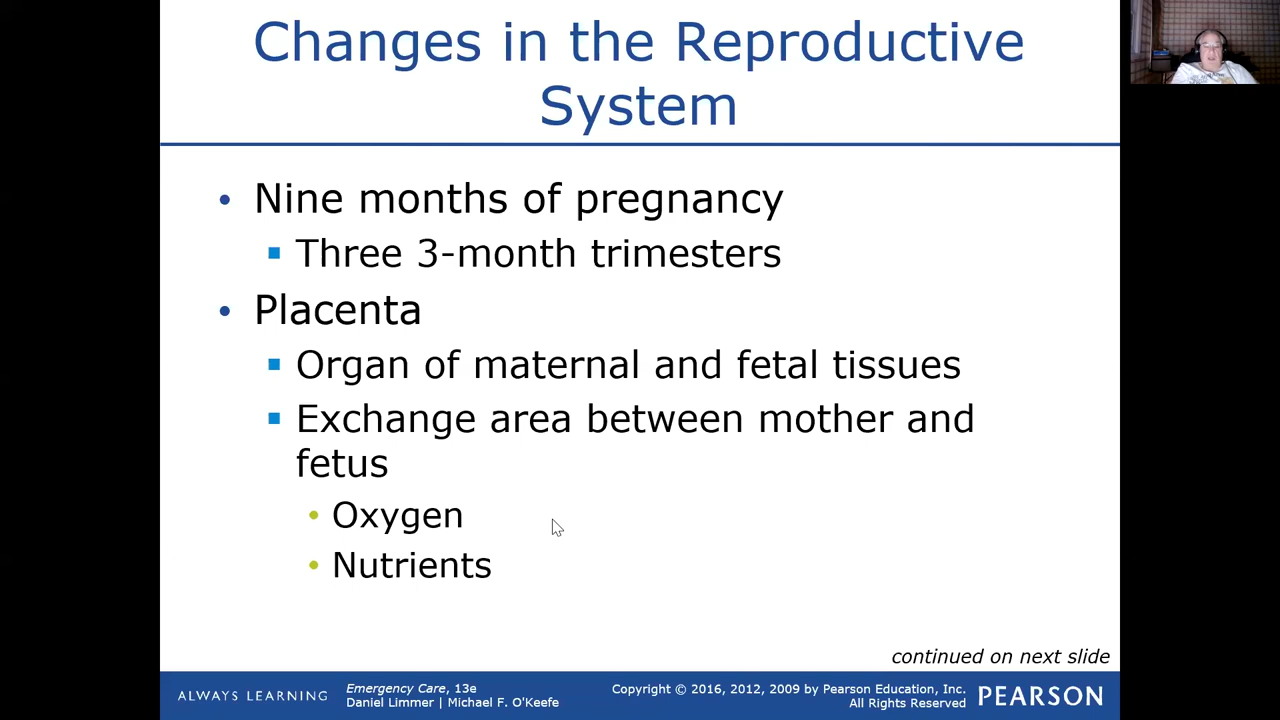 Changes in the Reproductive
System
• Nine months of pregnancy
▪ Three 3-month trimesters
• Placenta
▪ Organ of maternal and fetal tissues
▪ Exchange area between mother and
fetus
• Oxygen
• Nutrients
continued on next slide
ALWAYS LEARNING
Emergency Care, 13e
Daniel Limmer | Michael F. O'Keefe
Copyright © 2016, 2012, 2009 by Pearson Education, Inc.
All Rights Reserved
PEARSON